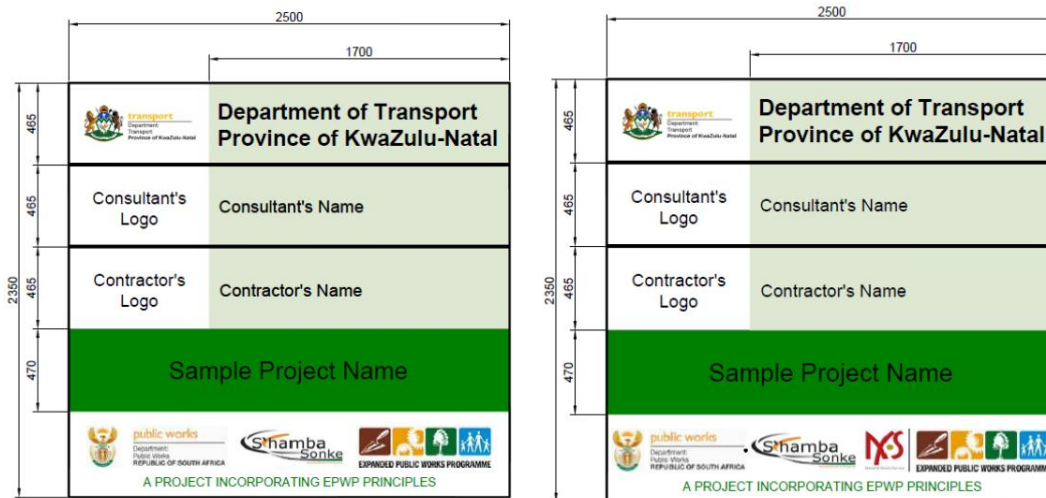 2500
1700
2350
465
465
465
470
transport
Department:
Transport
Province of KwaZulu-Natal
Department of Transport
Province of KwaZulu-Natal
Consultant's
Logo
Consultant's Name
Contractor's
Logo
Contractor's Name
Sample Project Name
public works
Department:
Public Works
REPUBLIC OF SOUTH AFRICA
S'hamba
Sonke
EXPANDED PUBLIC WORKS PROGRAMME
A PROJECT INCORPORATING EPWP PRINCIPLES
2500
1700
2350
465
465
465
470
transport
Department:
Transport
Province of KwaZulu-Natal
Department of Transport
Province of KwaZulu-Natal
Consultant's
Logo
Consultant's Name
Contractor's
Logo
Contractor's Name
Sample Project Name
public works
Department:
Public Works
REPUBLIC OF SOUTH AFRICA
S'hamba
Sonke
NYS
EXPANDED PUBLIC WORKS PROGRAMM
A PROJECT INCORPORATING EPWP PRINCIPLES